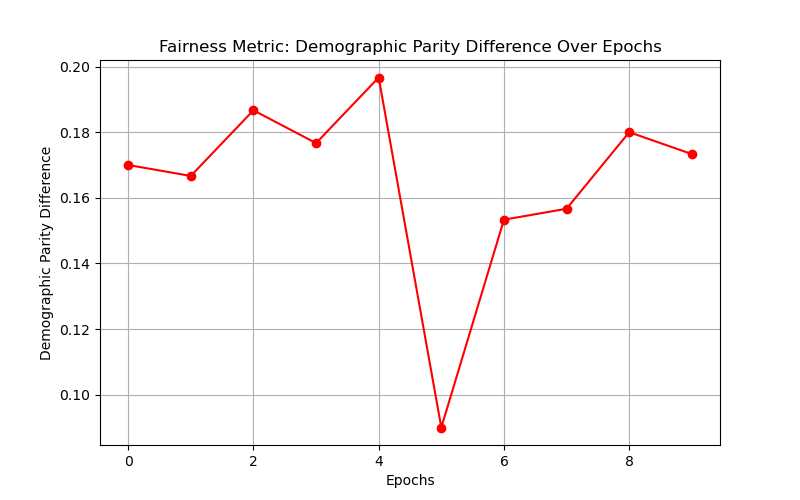 Fairness Metric: Demographic Parity Difference Over Epochs
Demographic Parity Difference
0.20
0.18
0.16
0.14
0.12
0.10
0 2 4 6 8
Epochs